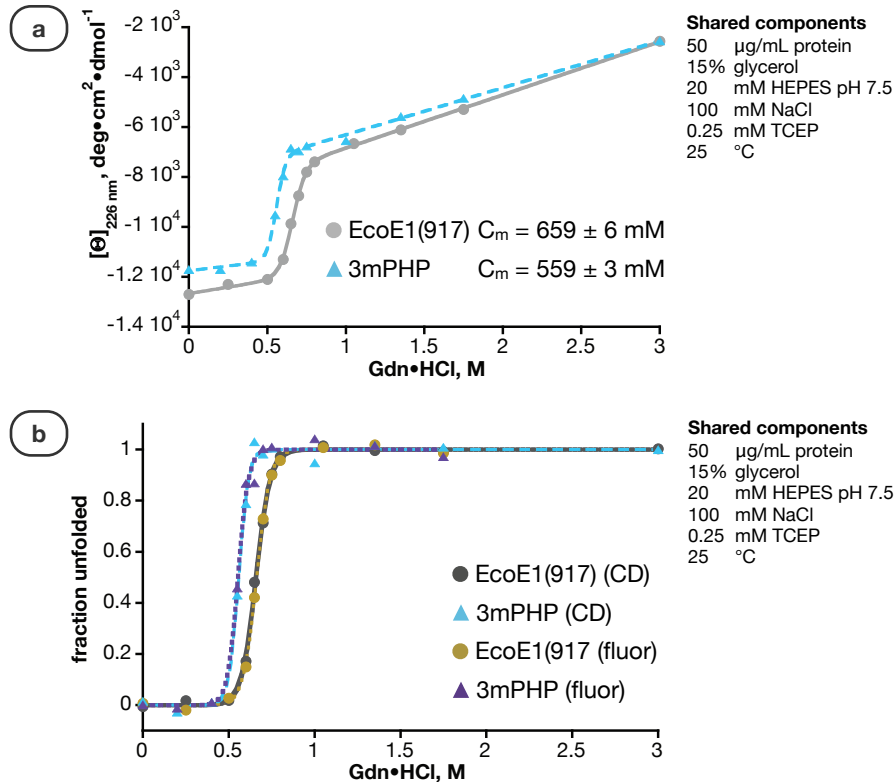 a
-2 10³
-4 10³
-6 10³
-8 10³
-1 10⁴
-1.2 10⁴
-1.4 10⁴
[Θ]226 nm, deg•cm²•dmol⁻¹
EcoE1(917) Cm = 659 ± 6 mM
3mPHP Cm = 559 ± 3 mM
0 0.5 1 1.5 2 2.5 3
Gdn•HCl, M
Shared components
50 µg/mL protein
15% glycerol
20 mM HEPES pH 7.5
100 mM NaCl
0.25 mM TCEP
25 °C
b
1
0.8
0.6
0.4
0.2
0
fraction unfolded
EcoE1(917) (CD)
3mPHP (CD)
EcoE1(917 (fluor)
3mPHP (fluor)
0 0.5 1 1.5 2 2.5 3
Gdn•HCl, M
Shared components
50 µg/mL protein
15% glycerol
20 mM HEPES pH 7.5
100 mM NaCl
0.25 mM TCEP
25 °C